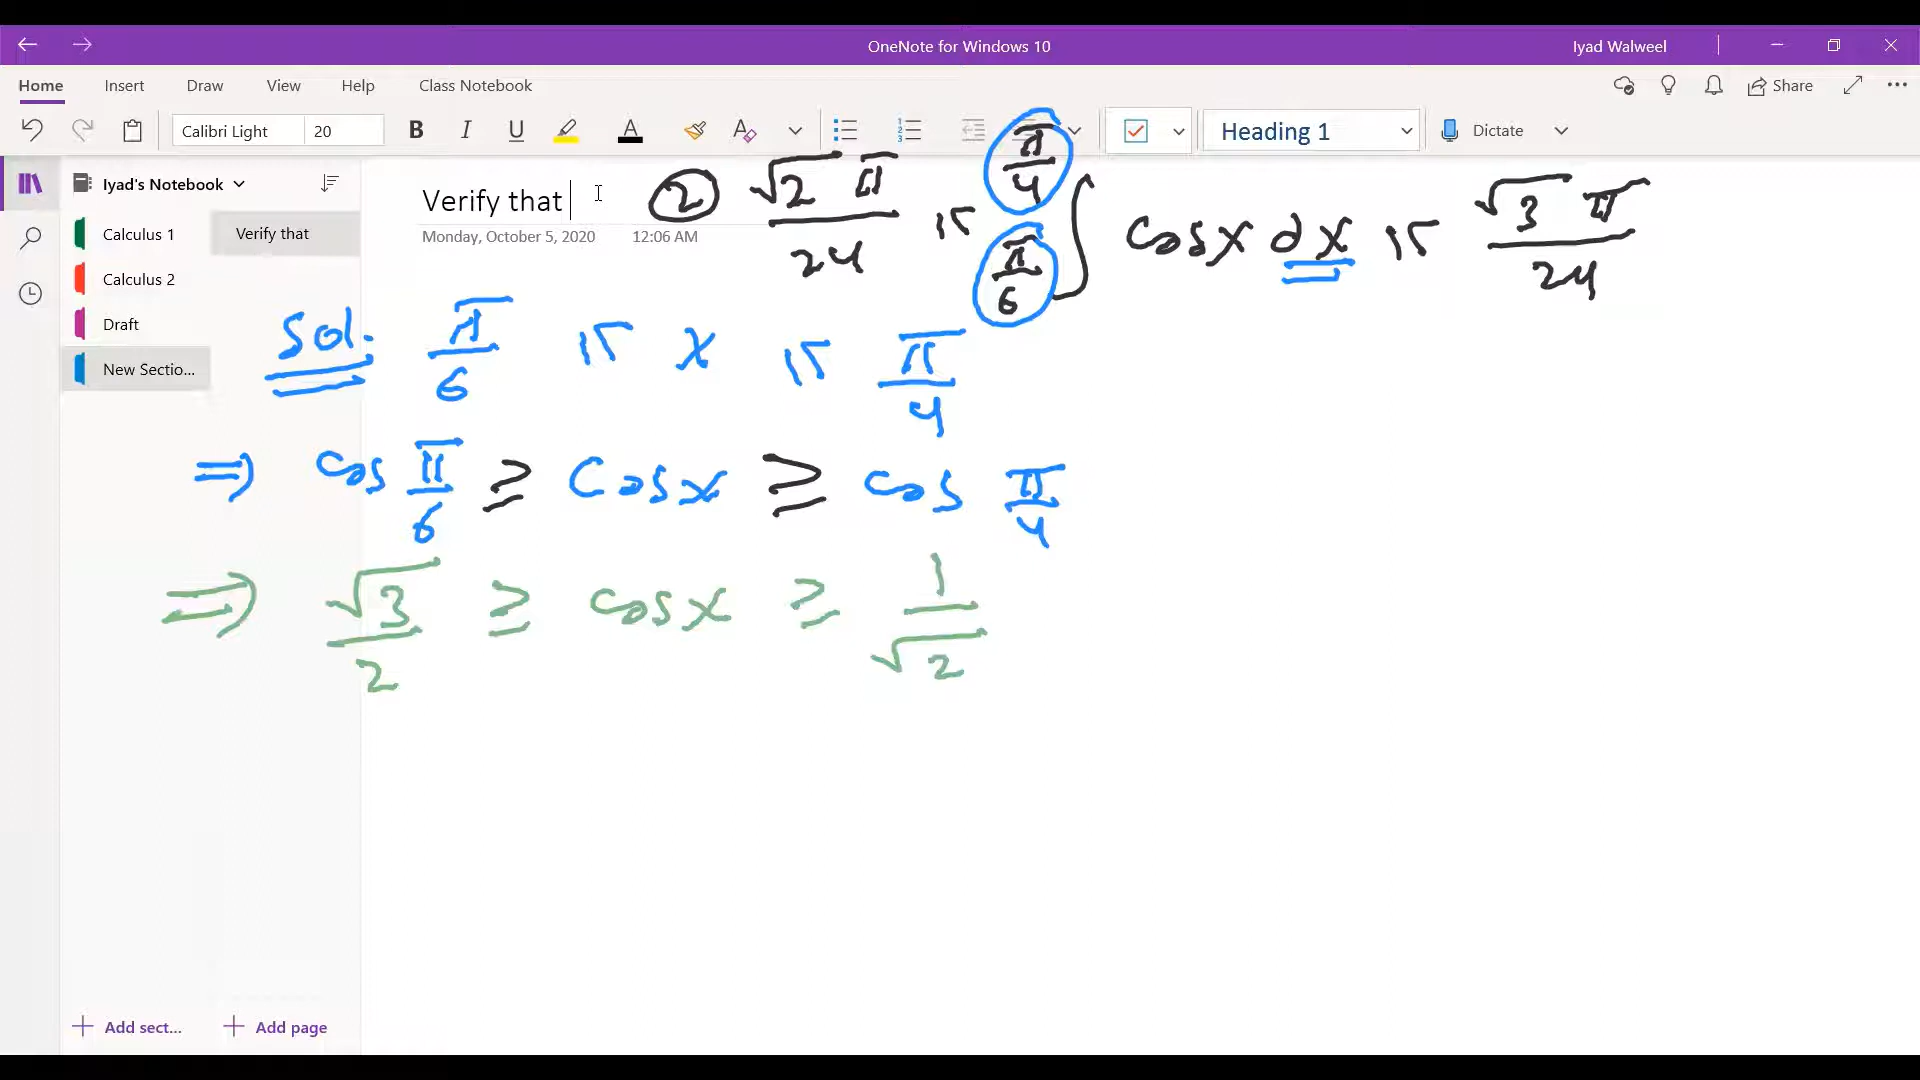 OneNote for Windows 10
Iyad Walweel
Home Insert Draw View Help Class Notebook
Share
Calibri Light 20 B I U A Heading 1 Dictate
Iyad's Notebook
Calculus 1
Calculus 2
Draft
New Sectio...
Verify that
Add sect...
Add page
Verify that
Monday, October 5, 2020 12:06 AM
② √2 π / 24 ≤ ∫ π/6 π/4 cosx dx ≤ √3 π / 24
Sol: π/6 ≤ x ≤ π/4
⇒ cos π/6 ≥ Cosx ≥ cos π/4
⇒ √3/2 ≥ cosx ≥ 1/√2